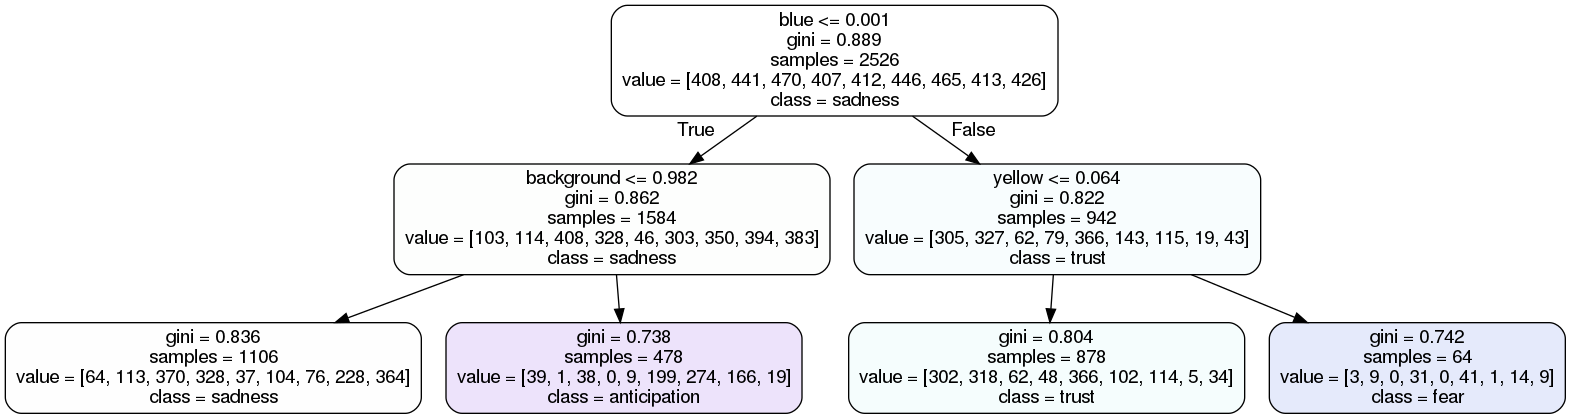 blue <= 0.001
gini = 0.889
samples = 2526
value = [408, 441, 470, 407, 412, 446, 465, 413, 426]
class = sadness
True
False
background <= 0.982
gini = 0.862
samples = 1584
value = [103, 114, 408, 328, 46, 303, 350, 394, 383]
class = sadness
yellow <= 0.064
gini = 0.822
samples = 942
value = [305, 327, 62, 79, 366, 143, 115, 19, 43]
class = trust
gini = 0.836
samples = 1106
value = [64, 113, 370, 328, 37, 104, 76, 228, 364]
class = sadness
gini = 0.738
samples = 478
value = [39, 1, 38, 0, 9, 199, 274, 166, 19]
class = anticipation
gini = 0.804
samples = 878
value = [302, 318, 62, 48, 366, 102, 114, 5, 34]
class = trust
gini = 0.742
samples = 64
value = [3, 9, 0, 31, 0, 41, 1, 14, 9]
class = fear